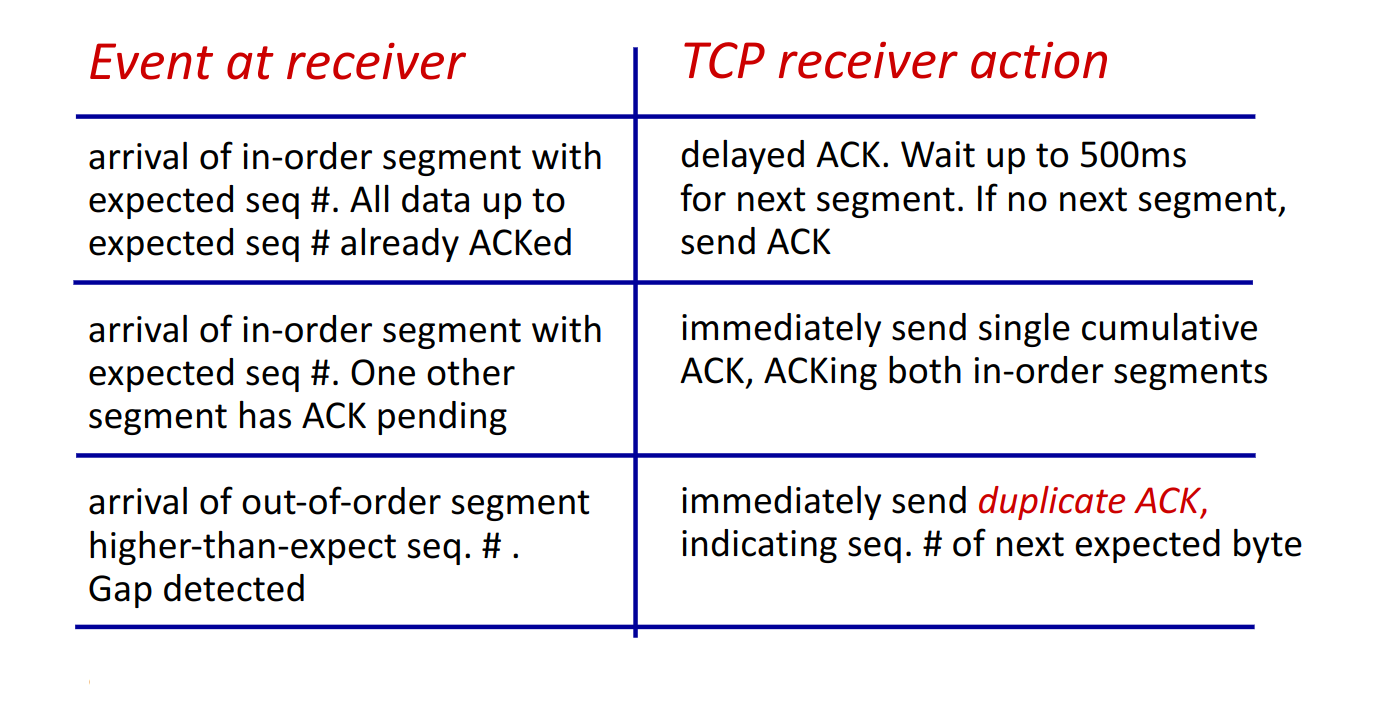 Event at receiver
TCP receiver action
arrival of in-order segment with
expected seq #. All data up to
expected seq # already ACKed
delayed ACK. Wait up to 500ms
for next segment. If no next segment,
send ACK
arrival of in-order segment with
expected seq #. One other
segment has ACK pending
immediately send single cumulative
ACK, ACKing both in-order segments
arrival of out-of-order segment
higher-than-expect seq. # .
Gap detected
immediately send duplicate ACK,
indicating seq. # of next expected byte